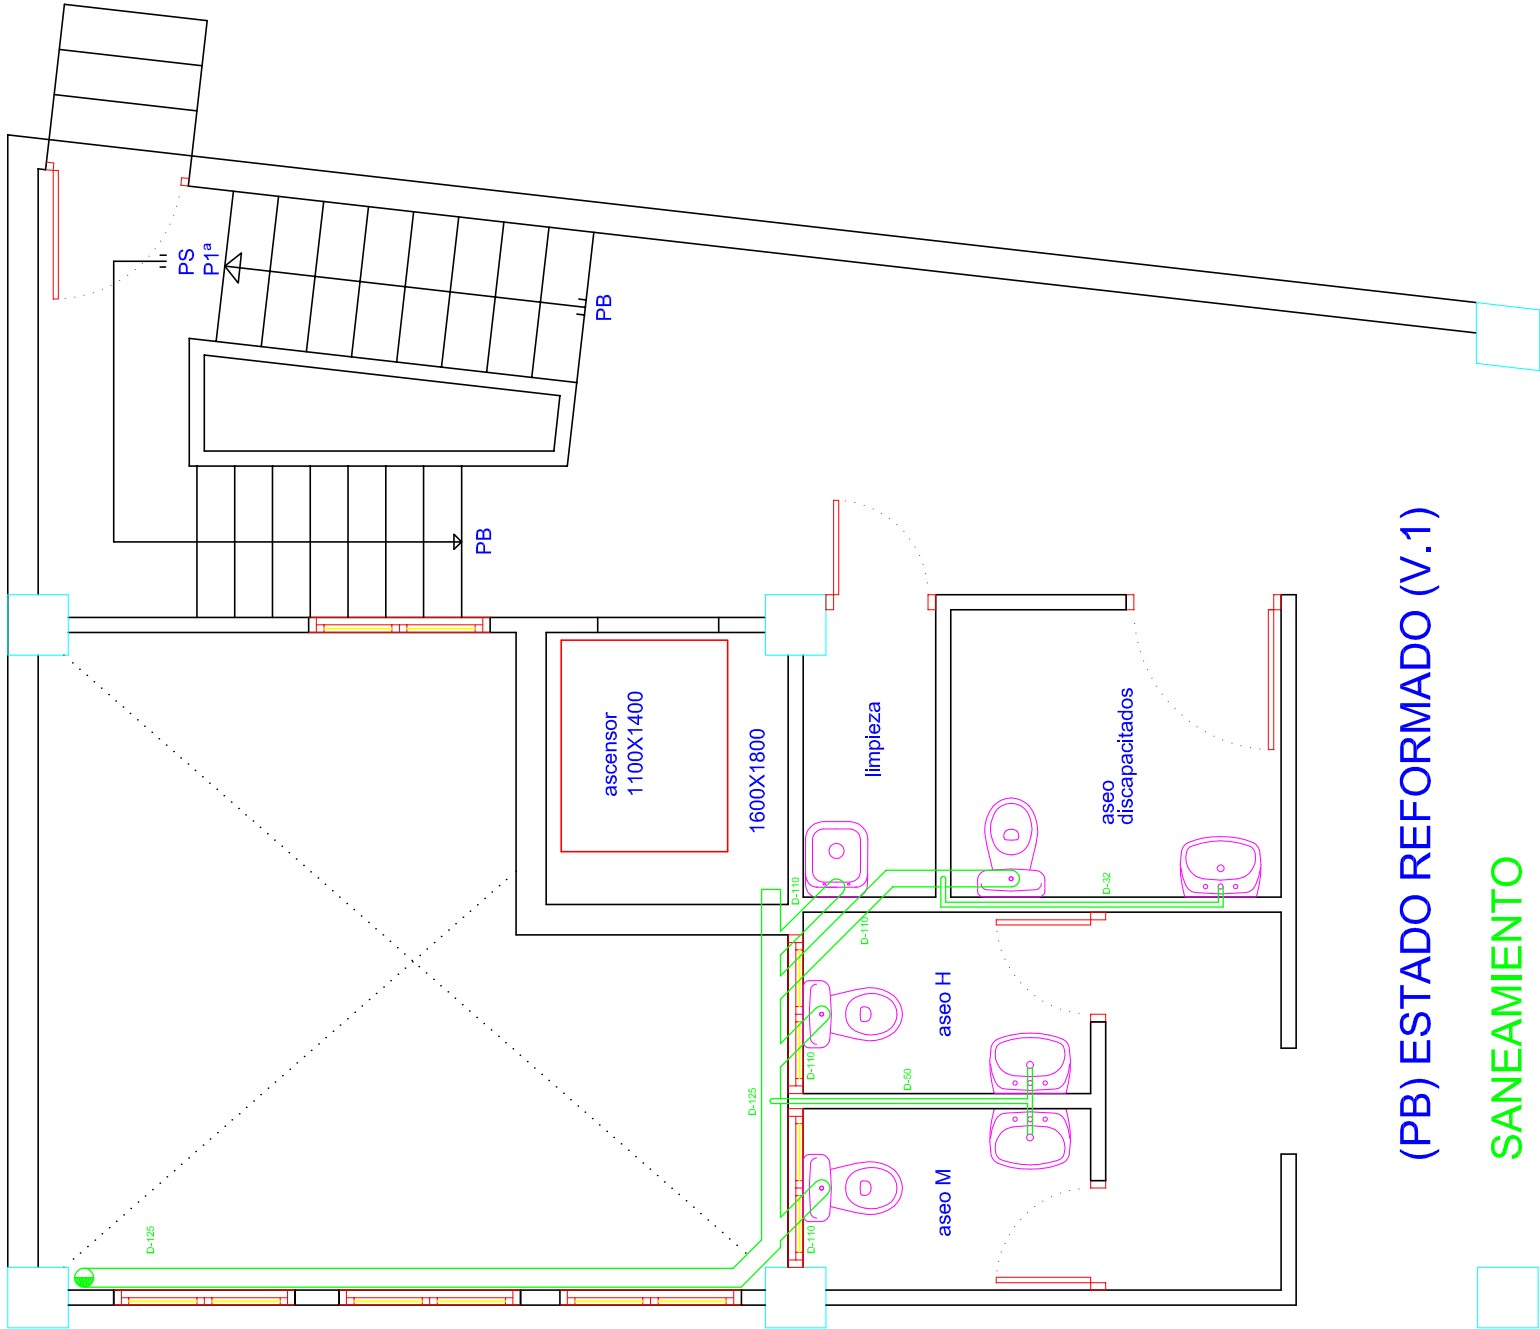 PS
P1ª
PB
PB
ascensor
1100X1400
1600X1800
limpieza
aseo
discapacitados
aseo H
aseo M
D-110
D-110
D-32
D-110
D-50
D-125
D-110
D-125
(PB) ESTADO REFORMADO (V.1)
SANEAMIENTO